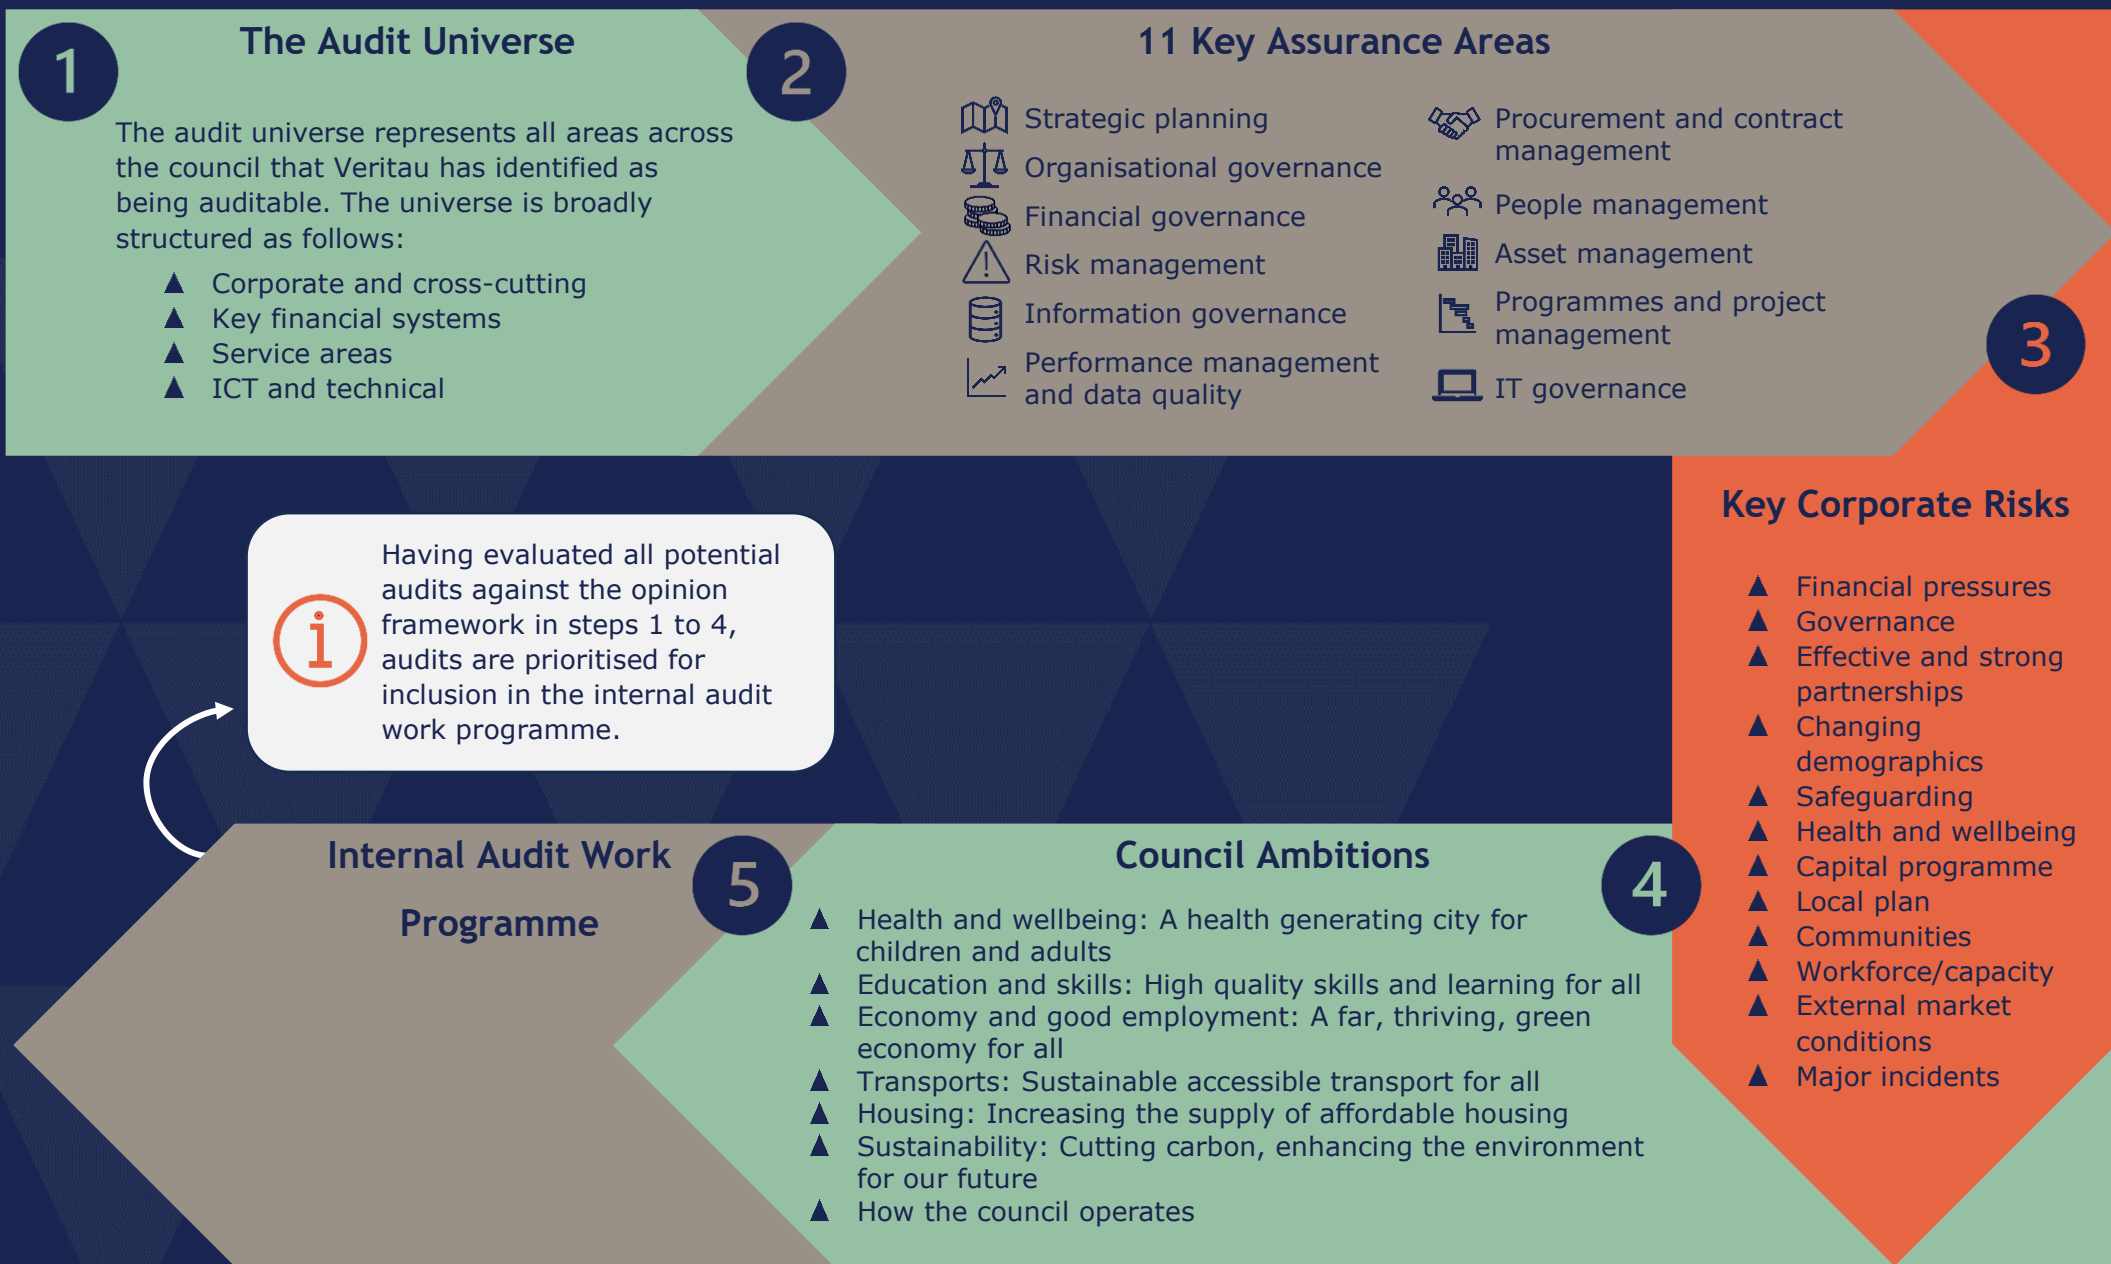 1
The Audit Universe
The audit universe represents all areas across
the council that Veritau has identified as
being auditable. The universe is broadly
structured as follows:
Corporate and cross-cutting
Key financial systems
Service areas
ICT and technical
2
11 Key Assurance Areas
Strategic planning
Organisational governance
Financial governance
Risk management
Information governance
Performance management
and data quality
Procurement and contract
management
People management
Asset management
Programmes and project
management
IT governance
3
Key Corporate Risks
Financial pressures
Governance
Effective and strong
partnerships
Changing
demographics
Safeguarding
Health and wellbeing
Capital programme
Local plan
Communities
Workforce/capacity
External market
conditions
Major incidents
4
Council Ambitions
Health and wellbeing: A health generating city for
children and adults
Education and skills: High quality skills and learning for all
Economy and good employment: A far, thriving, green
economy for all
Transports: Sustainable accessible transport for all
Housing: Increasing the supply of affordable housing
Sustainability: Cutting carbon, enhancing the environment
for our future
How the council operates
5
Internal Audit Work
Programme
i
Having evaluated all potential
audits against the opinion
framework in steps 1 to 4,
audits are prioritised for
inclusion in the internal audit
work programme.